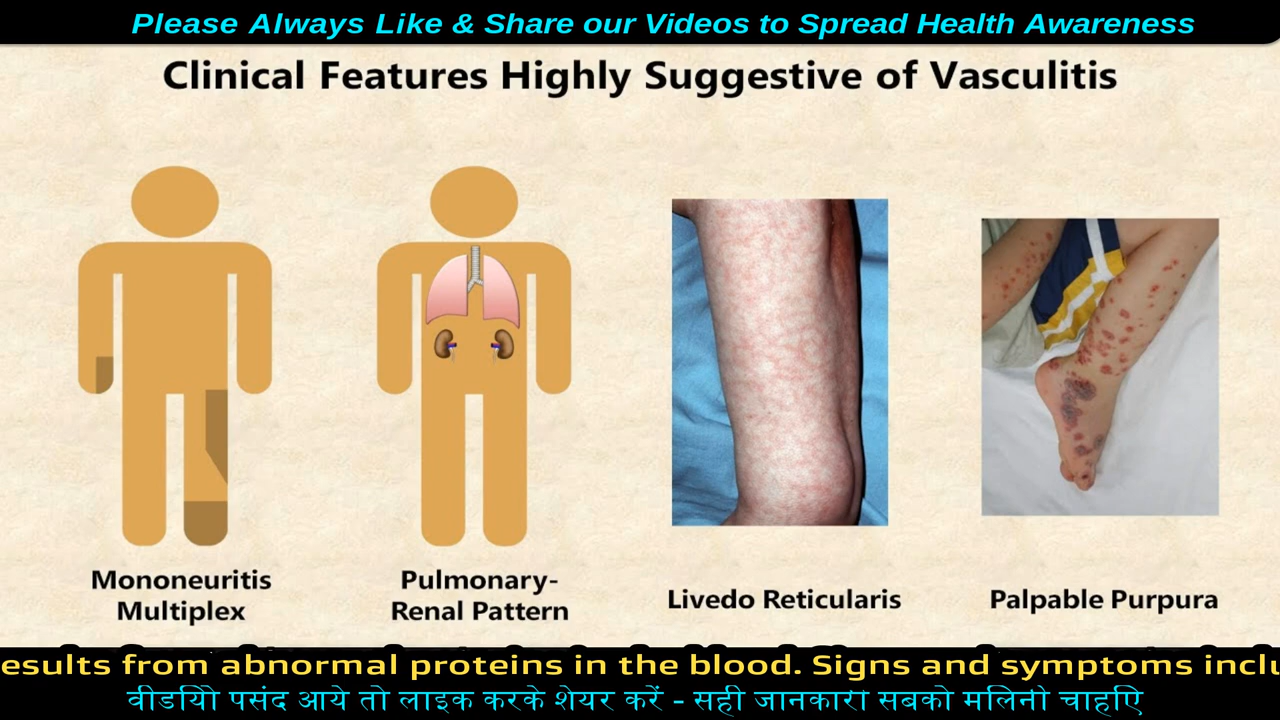 Please Always Like & Share our Videos to Spread Health Awareness
Clinical Features Highly Suggestive of Vasculitis
Mononeuritis
Multiplex
Pulmonary-
Renal Pattern
Livedo Reticularis
Palpable Purpura
esults from abnormal proteins in the blood. Signs and symptoms inclu
वीडियो पसंद आये तो लाइक करके शेयर करें - सही जानकारी सबको मिलनी चाहिए